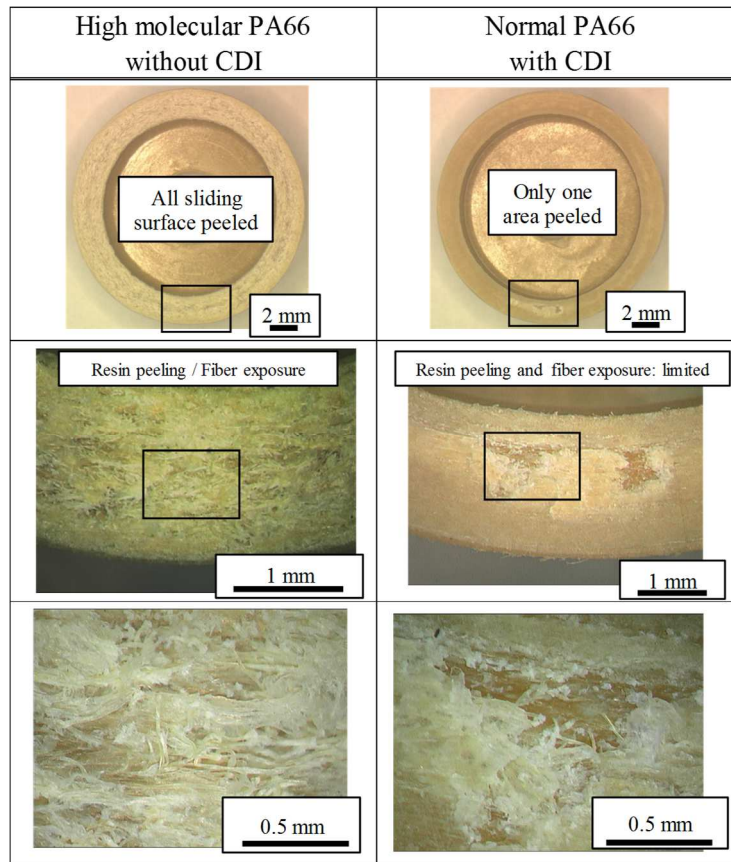 High molecular PA66
without CDI
Normal PA66
with CDI
All sliding
surface peeled
2 mm
Only one
area peeled
2 mm
Resin peeling / Fiber exposure
1 mm
Resin peeling and fiber exposure: limited
1 mm
0.5 mm
0.5 mm